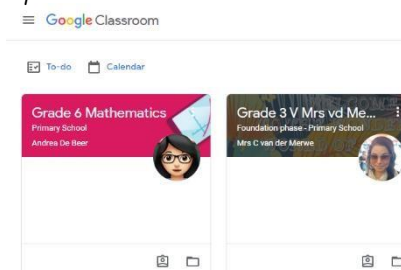 Google Classroom
To-do Calendar
Grade 6 Mathematics
Primary School
Andrea De Beer
Grade 3 V Mrs vd Me...
Foundation phase - Primary School
Mrs C van der Merwe